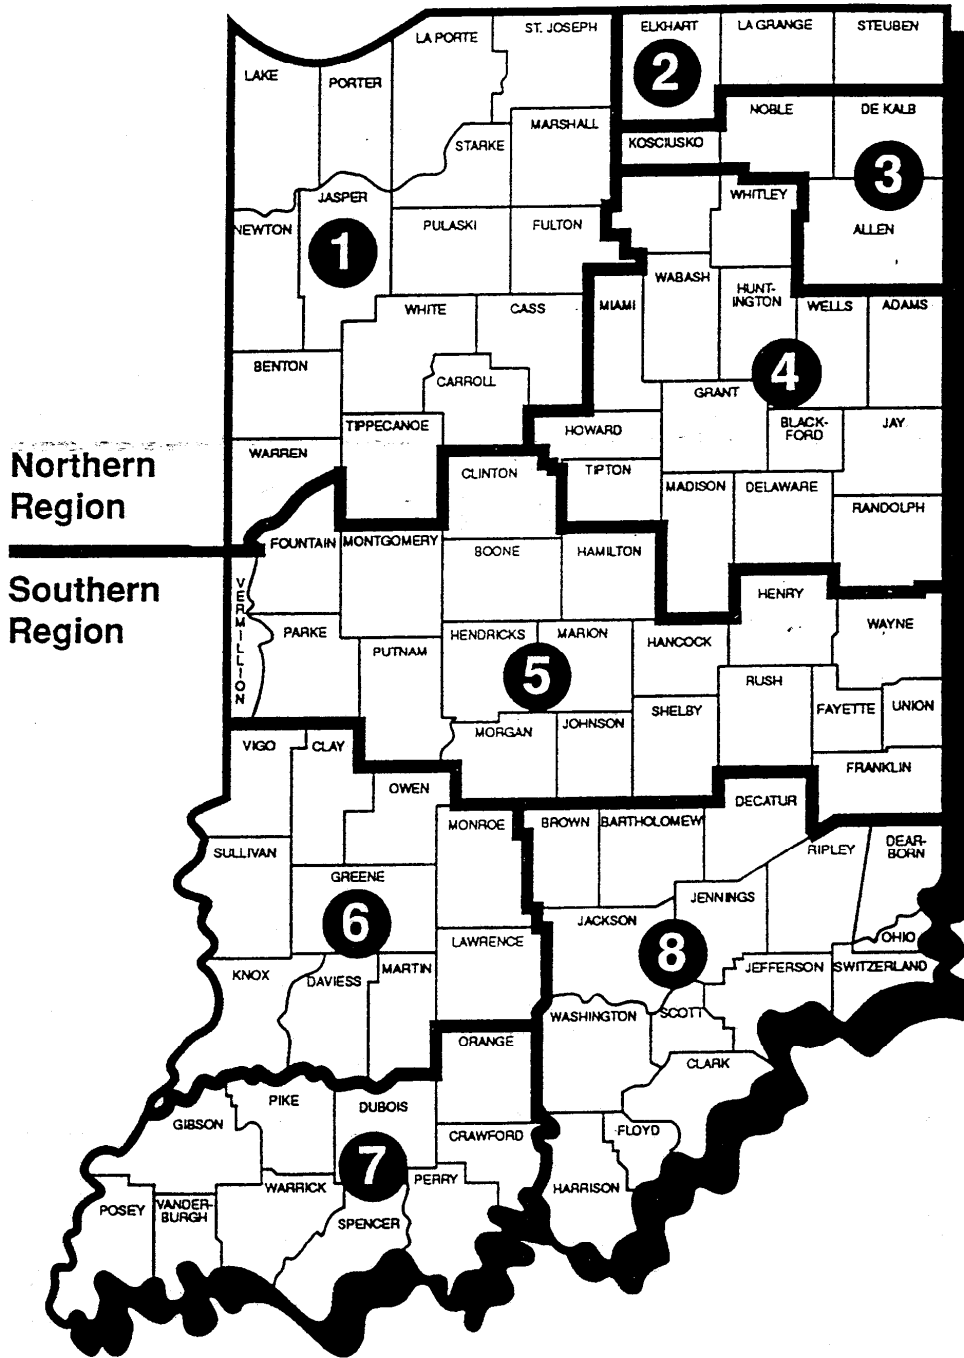 ST. JOSEPH
ELKHART
LA GRANGE
STEUBEN
LA PORTE
LAKE
PORTER
2
NOBLE
DE KALB
MARSHALL
STARKE
KOSCIUSKO
3
JASPER
WHITLEY
NEWTON
PULASKI
FULTON
ALLEN
1
WABASH
HUNT-
INGTON
MIAMI
WHITE
CASS
WELLS
ADAMS
BENTON
4
CARROLL
GRANT
TIPPECANOE
HOWARD
BLACK-
FORD
JAY
WARREN
Northern
Region
CLINTON
TIPTON
MADISON
DELAWARE
RANDOLPH
FOUNTAIN
MONTGOMERY
BOONE
HAMILTON
Southern
Region
VERMILLION
HENRY
WAYNE
PARKE
HENDRICKS
MARION
HANCOCK
PUTNAM
5
RUSH
SHELBY
FAYETTE
UNION
MORGAN
JOHNSON
VIGO
CLAY
FRANKLIN
OWEN
DECATUR
MONROE
BROWN
BARTHOLOMEW
SULLIVAN
RIPLEY
DEAR-
BORN
GREENE
JENNINGS
6
JACKSON
LAWRENCE
OHIO
8
KNOX
DAVIESS
MARTIN
JEFFERSON
SWITZERLAND
WASHINGTON
SCOTT
ORANGE
CLARK
PIKE
DUBOIS
GIBSON
CRAWFORD
FLOYD
7
PERRY
WARRICK
HARRISON
POSEY
VANDER-
BURGH
SPENCER